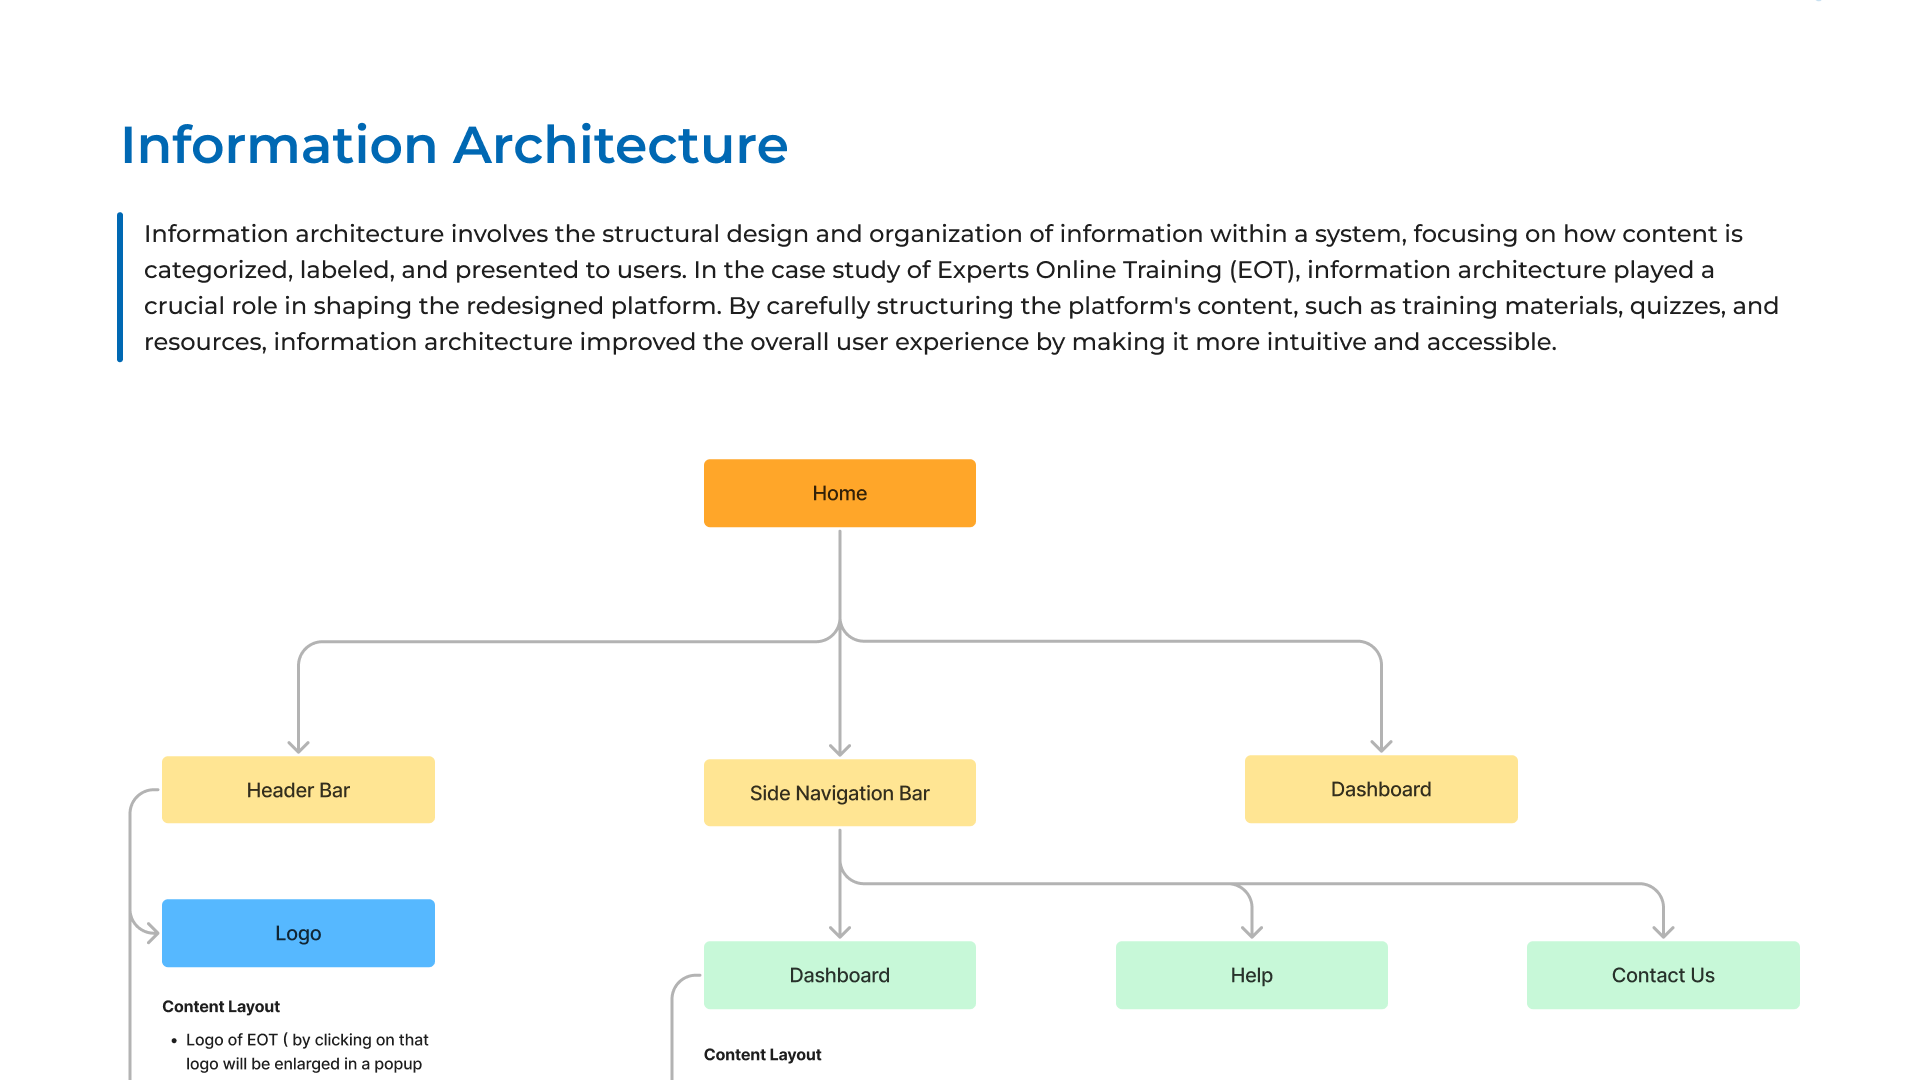 Information Architecture
Information architecture involves the structural design and organization of information within a system, focusing on how content is
categorized, labeled, and presented to users. In the case study of Experts Online Training (EOT), information architecture played a
crucial role in shaping the redesigned platform. By carefully structuring the platform's content, such as training materials, quizzes, and
resources, information architecture improved the overall user experience by making it more intuitive and accessible.
Home
Header Bar
Side Navigation Bar
Dashboard
Logo
Dashboard
Help
Contact Us
Content Layout
• Logo of EOT ( by clicking on that
logo will be enlarged in a popup
Content Layout